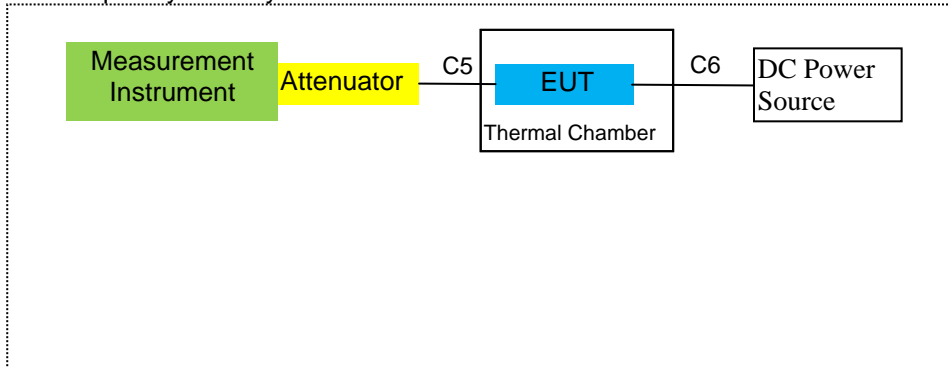 Measurement
Instrument
Attenuator
C5
EUT
Thermal Chamber
C6
DC Power
Source